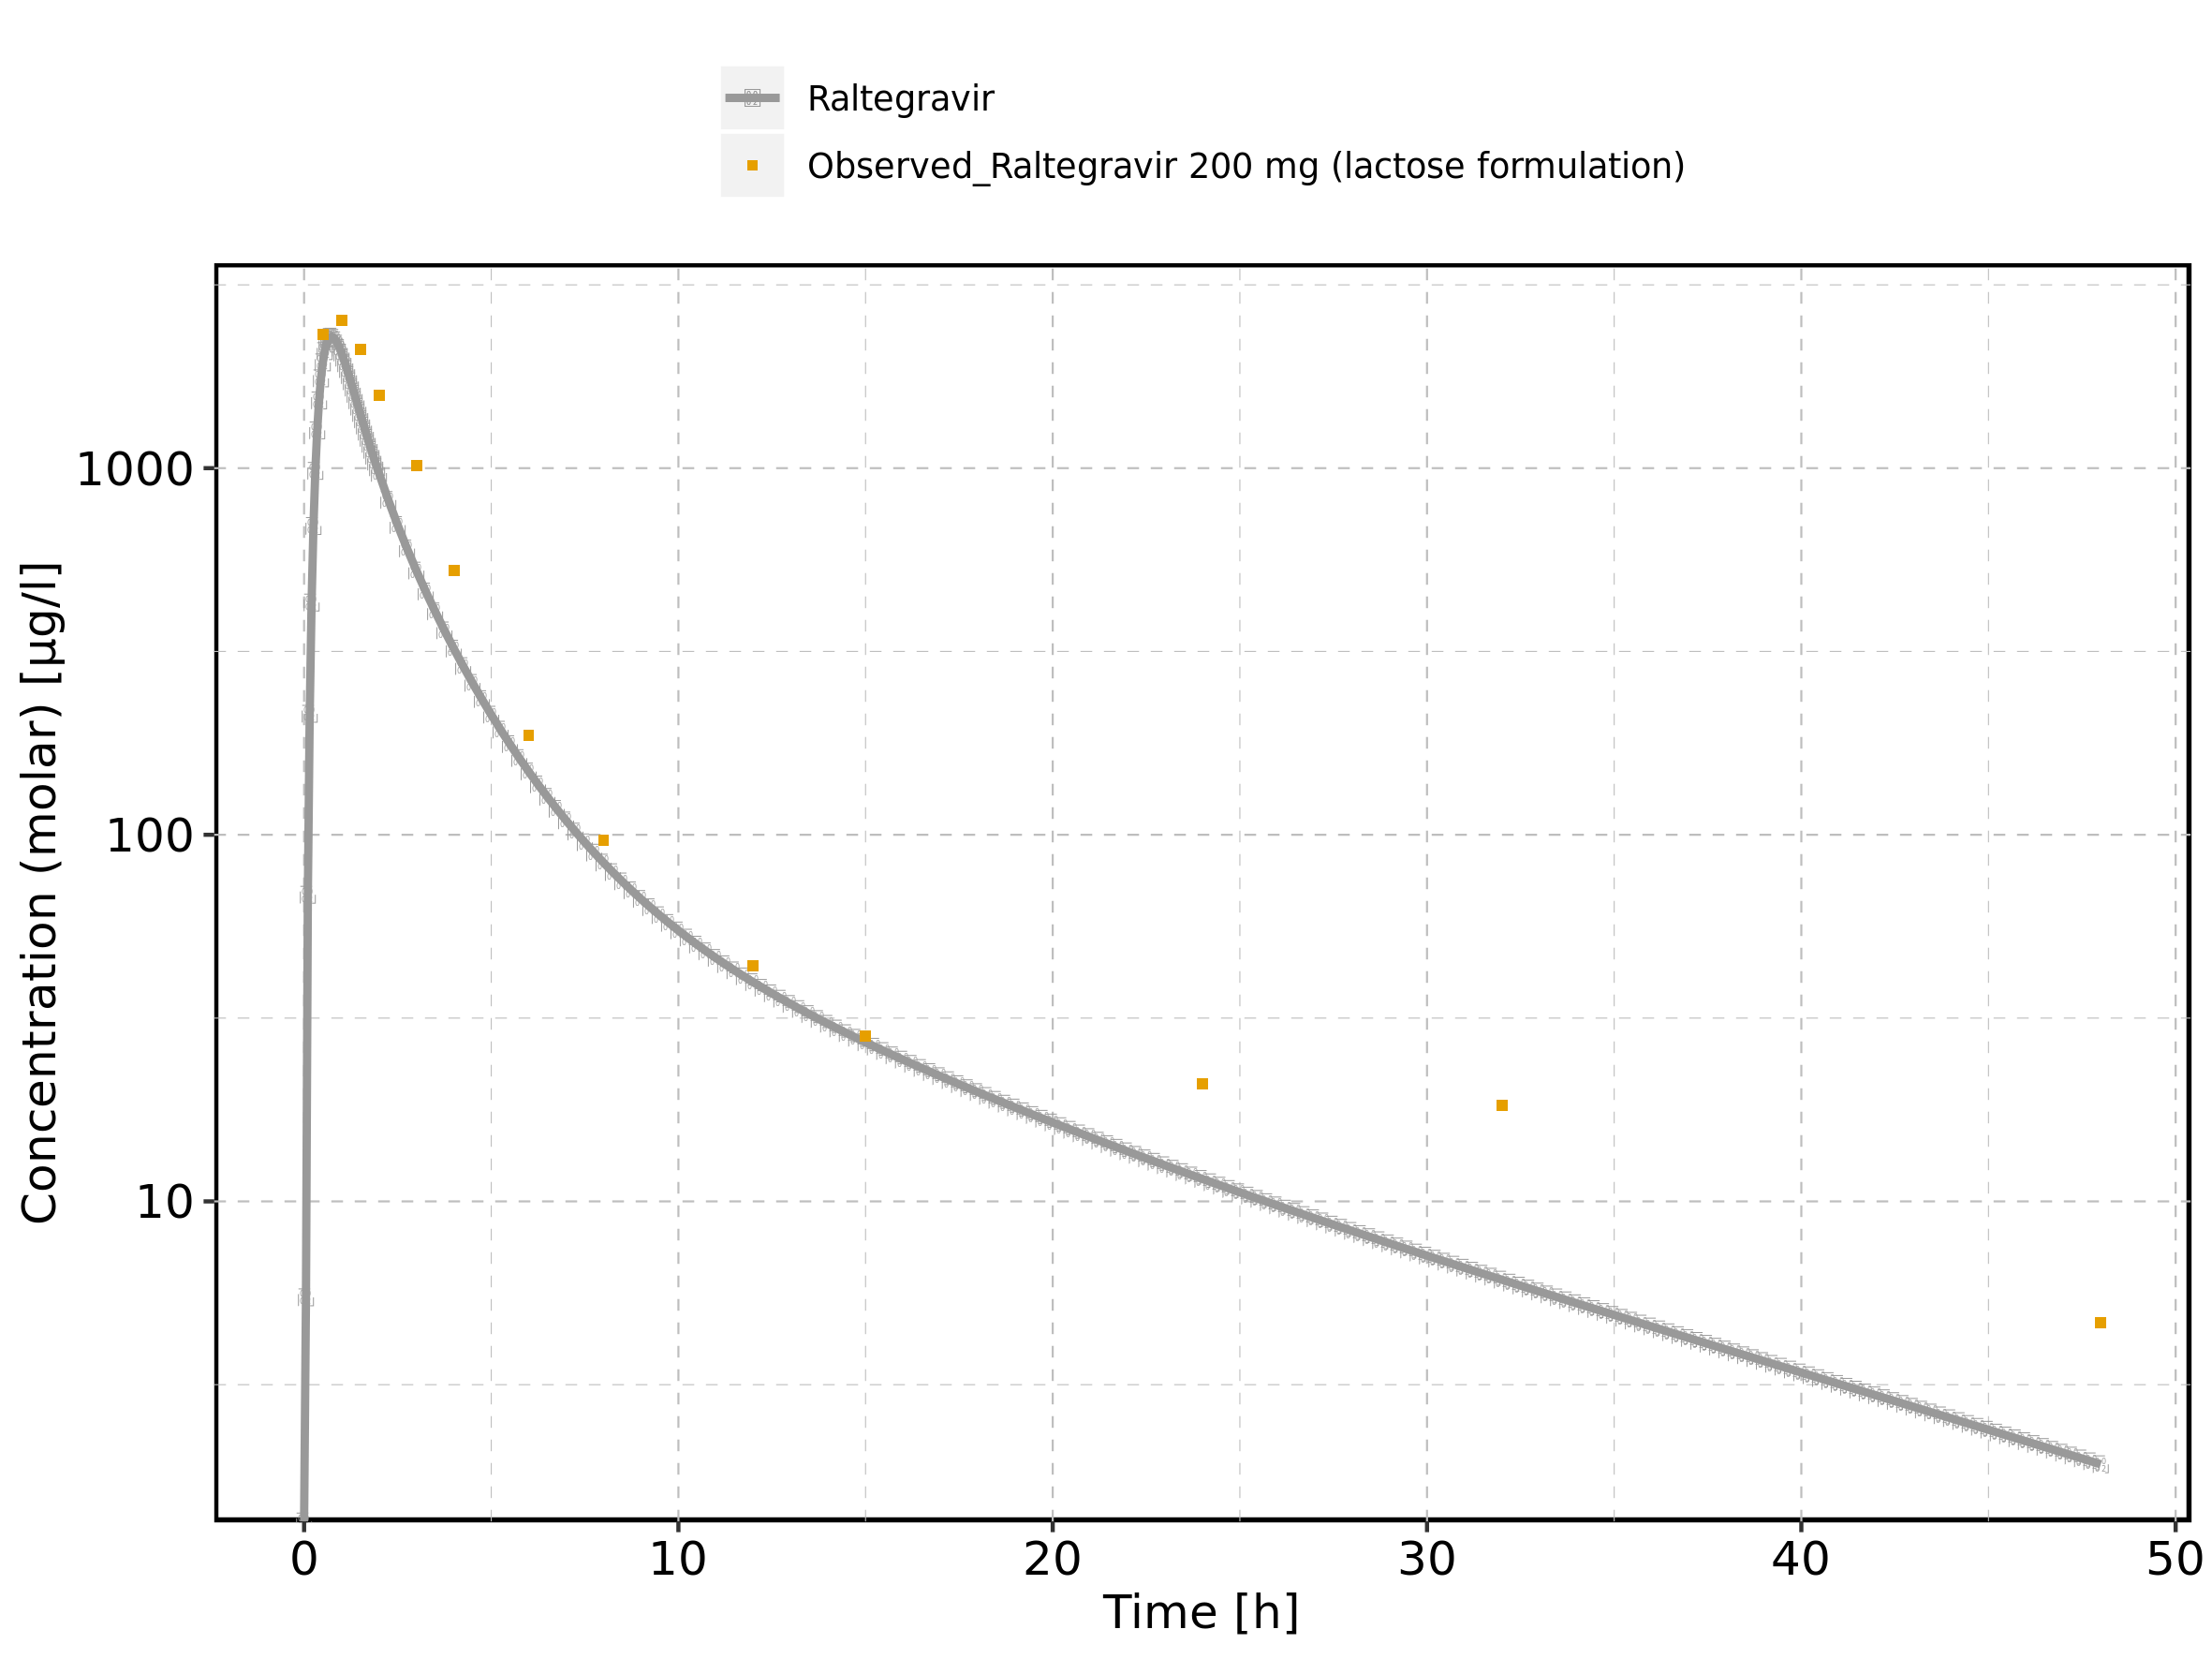 Raltegravir
Observed_Raltegravir 200 mg (lactose formulation)
Concentration (molar) [µg/l]
1000
100
10
0 10 20 30 40 50
Time [h]